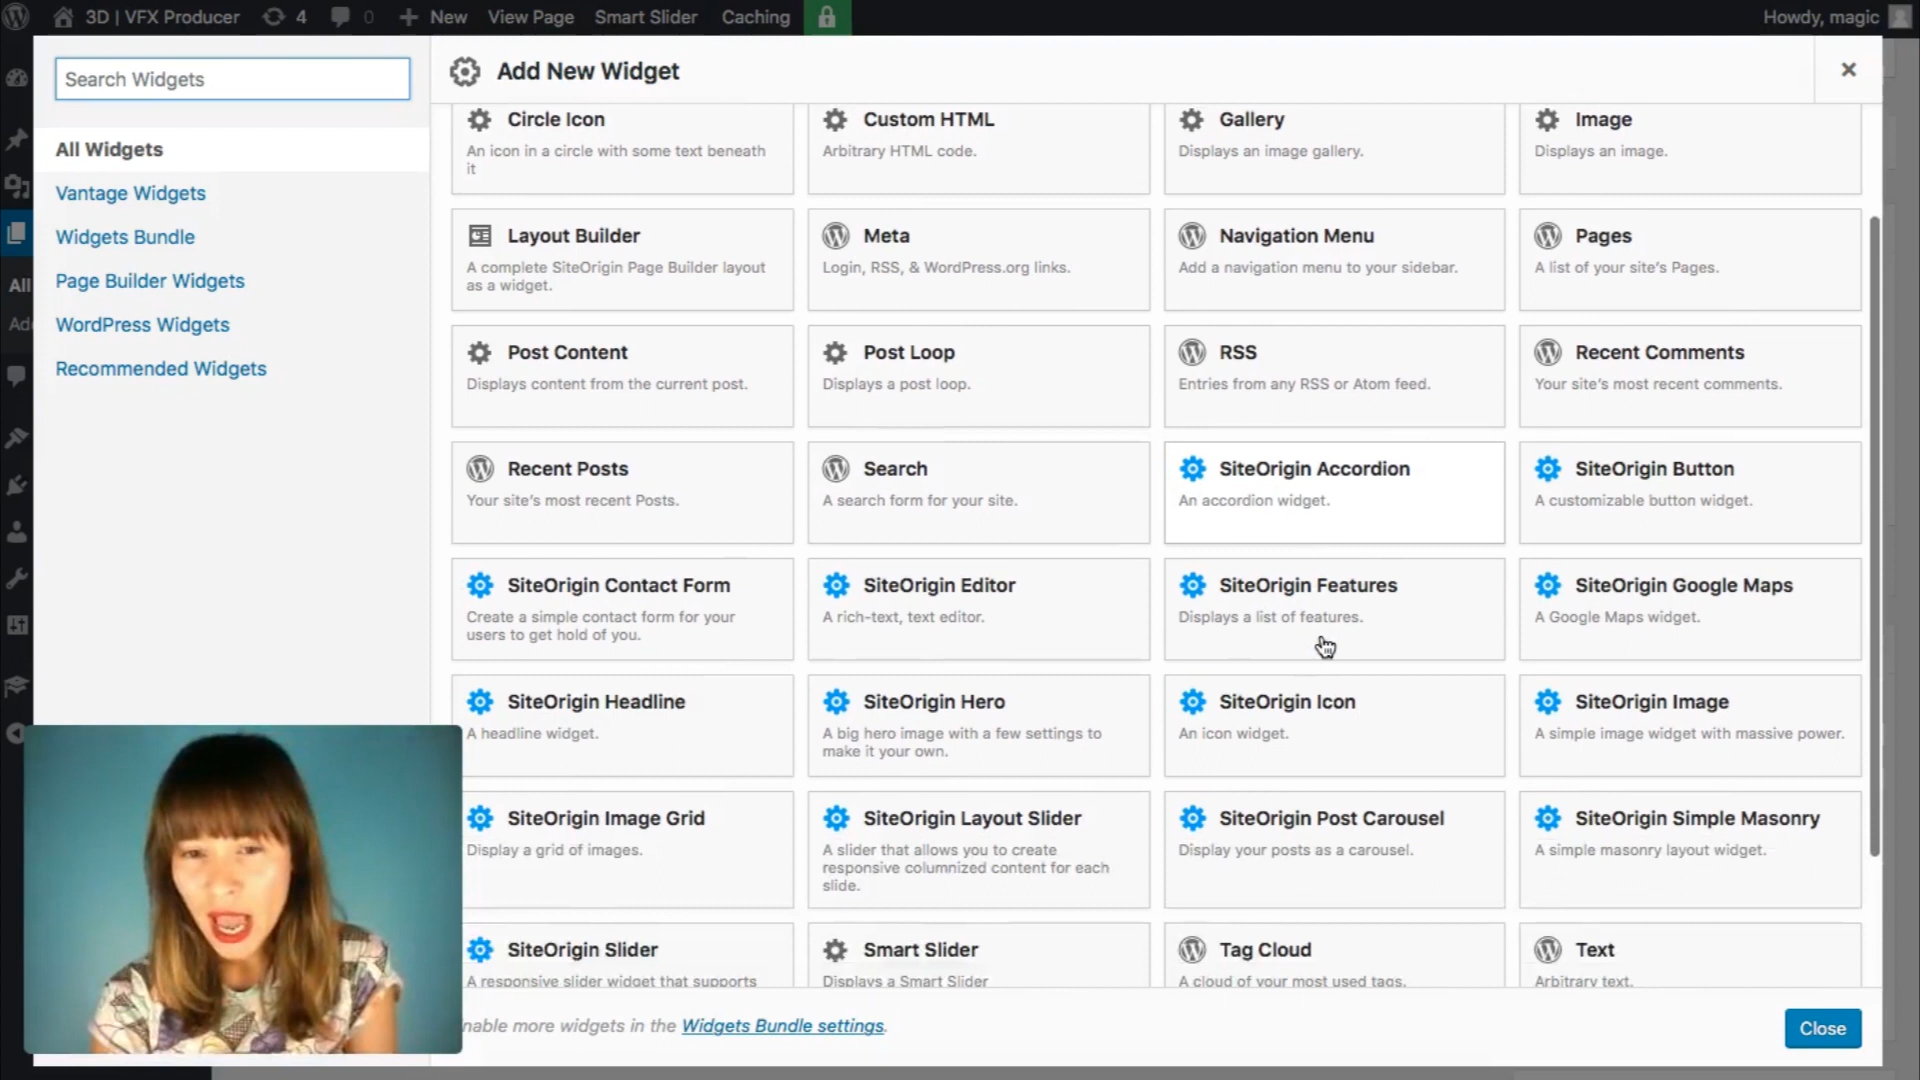 3D | VFX Producer 4 0 New View Page Smart Slider Caching Howdy, magic
Search Widgets
All Widgets
Vantage Widgets
Widgets Bundle
Page Builder Widgets
WordPress Widgets
Recommended Widgets
All
Add New Widget
Circle Icon
An icon in a circle with some text beneath
it
Custom HTML
Arbitrary HTML code.
Gallery
Displays an image gallery.
Image
Displays an image.
Layout Builder
A complete SiteOrigin Page Builder layout
as a widget.
Meta
Login, RSS, & WordPress.org links.
Navigation Menu
Add a navigation menu to your sidebar.
Pages
A list of your site's Pages.
Post Content
Displays content from the current post.
Post Loop
Displays a post loop.
RSS
Entries from any RSS or Atom feed.
Recent Comments
Your site's most recent comments.
Recent Posts
Your site's most recent Posts.
Search
A search form for your site.
SiteOrigin Accordion
An accordion widget.
SiteOrigin Button
A customizable button widget.
SiteOrigin Contact Form
Create a simple contact form for your
users to get hold of you.
SiteOrigin Editor
A rich-text, text editor.
SiteOrigin Features
Displays a list of features.
SiteOrigin Google Maps
A Google Maps widget.
SiteOrigin Headline
A headline widget.
SiteOrigin Hero
A big hero image with a few settings to
make it your own.
SiteOrigin Icon
An icon widget.
SiteOrigin Image
A simple image widget with massive power.
SiteOrigin Image Grid
Display a grid of images.
SiteOrigin Layout Slider
A slider that allows you to create
responsive columnized content for each
slide.
SiteOrigin Post Carousel
Display your posts as a carousel.
SiteOrigin Simple Masonry
A simple masonry layout widget.
SiteOrigin Slider
A responsive slider widget that supports
Smart Slider
Displays a Smart Slider
Tag Cloud
A cloud of your most used tags.
Text
Arbitrary text.
nable more widgets in the Widgets Bundle settings.
Close